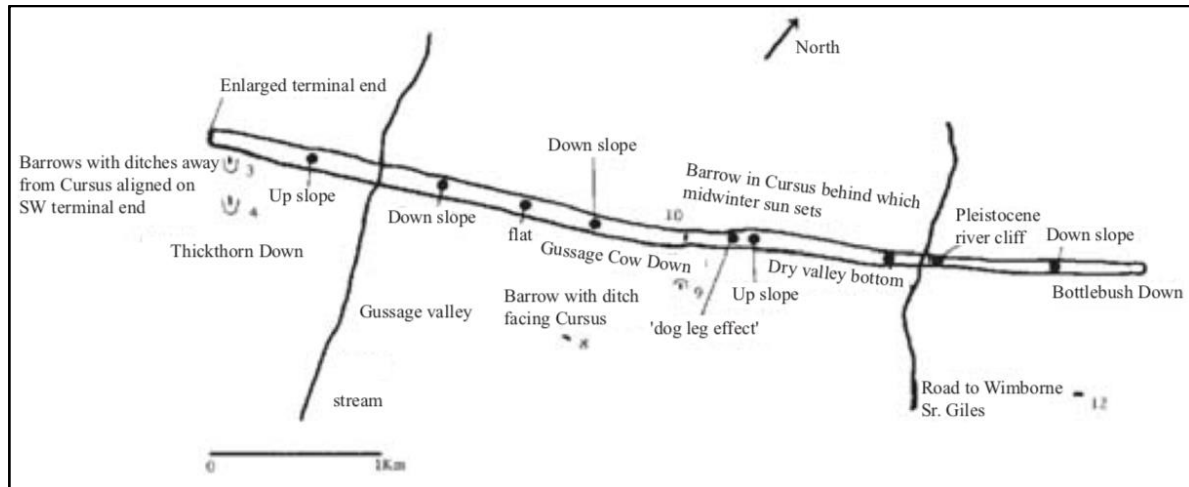 North
Enlarged terminal end
Down slope
Barrows with ditches away
from Cursus aligned on
SW terminal end
3
4
Up slope
Thickthorn Down
Down slope
flat
Barrow in Cursus behind which
midwinter sun sets
10
Gussage Cow Down
Pleistocene
river cliff
Down slope
Dry valley bottom
Up slope
Bottlebush Down
9
Barrow with ditch
facing Cursus
8
'dog leg effect'
Gussage valley
stream
Road to Wimborne
Sr. Giles
12
0
1Km